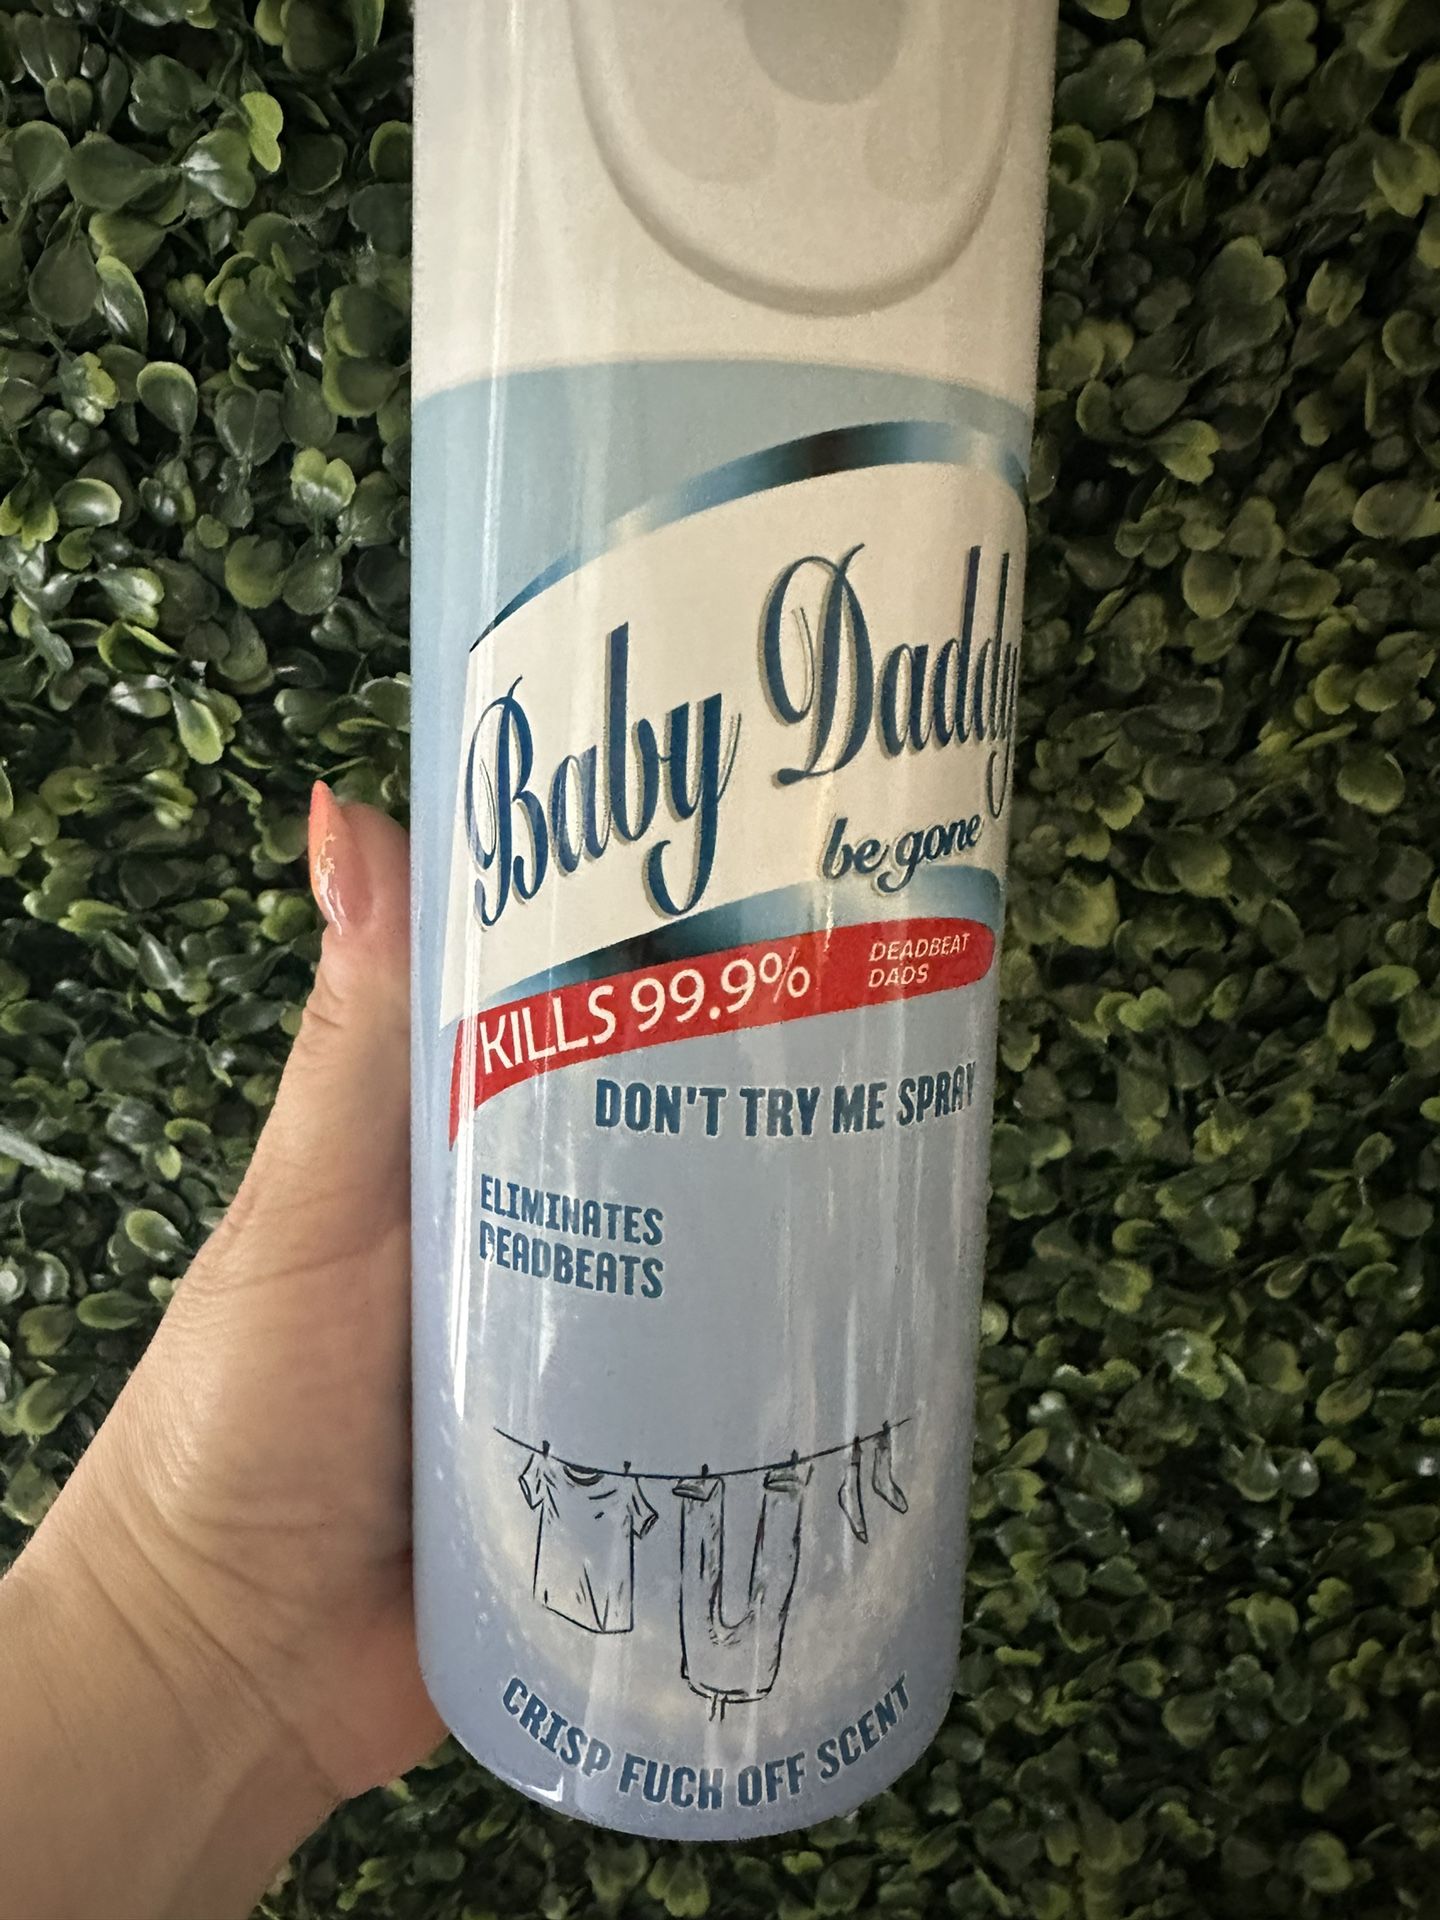 Baby Daddy
be gone
KILLS 99.9% DEADBEAT
DADS
DON'T TRY ME SPRAY
ELIMINATES
DEADBEATS
CRISP FUCK OFF SCENT